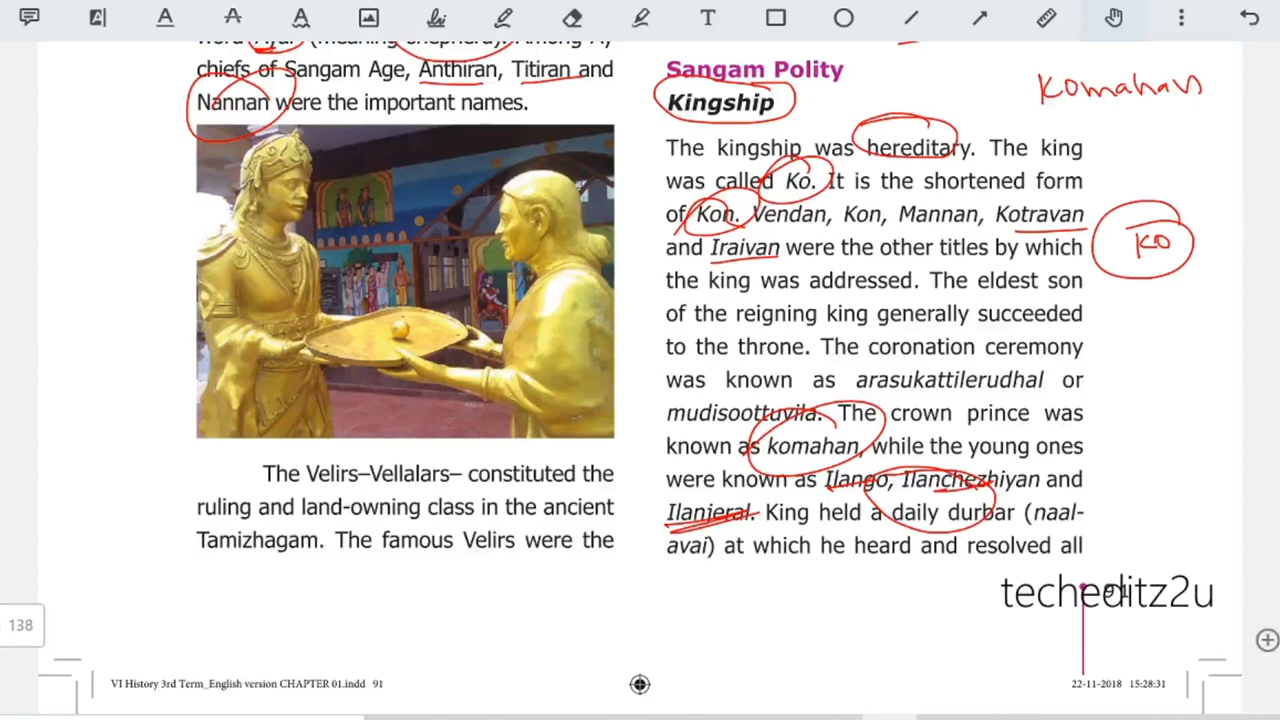 word Ayar (meaning shepherd). Among Ay
chiefs of Sangam Age, Anthiran, Titiran and
Nannan were the important names.
The Velirs–Vellalars– constituted the
ruling and land-owning class in the ancient
Tamizhagam. The famous Velirs were the
Sangam Polity
Kingship
The kingship was hereditary. The king
was called Ko. It is the shortened form
of Kon. Vendan, Kon, Mannan, Kotravan
and Iraivan were the other titles by which
the king was addressed. The eldest son
of the reigning king generally succeeded
to the throne. The coronation ceremony
was known as arasukattilerudhal or
mudisoottuvila. The crown prince was
known as komahan, while the young ones
were known as Ilango, Ilanchezhiyan and
Ilanjeral. King held a daily durbar (naal-
avai) at which he heard and resolved all
Komahan
KO
techeditz2u
91
138
VI History 3rd Term_English version CHAPTER 01.indd 91
22-11-2018 15:28:31